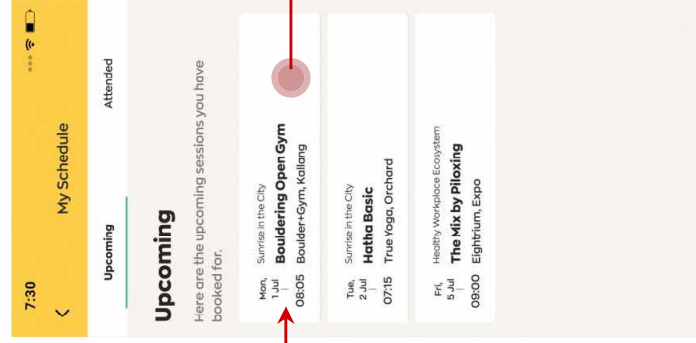 7:30
My Schedule
Upcoming
Attended
Upcoming
Here are the upcoming sessions you have
booked for.
Mon,
1 Jul
08:05
Sunrise in the City
Bouldering Open Gym
Boulder+Gym, Kallang
Tue,
2 Jul
07:15
Sunrise in the City
Hatha Basic
True Yoga, Orchard
Fri,
5 Jul
09:00
Healthy Workplace Ecosystem
The Mix by Piloxing
Eightrium, Expo